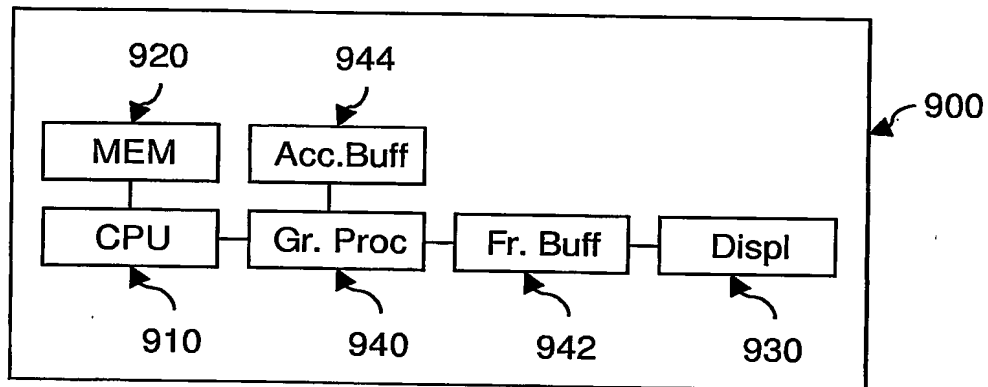 920 944
900
MEM Acc.Buff
CPU Gr. Proc Fr. Buff Displ
910 940 942 930